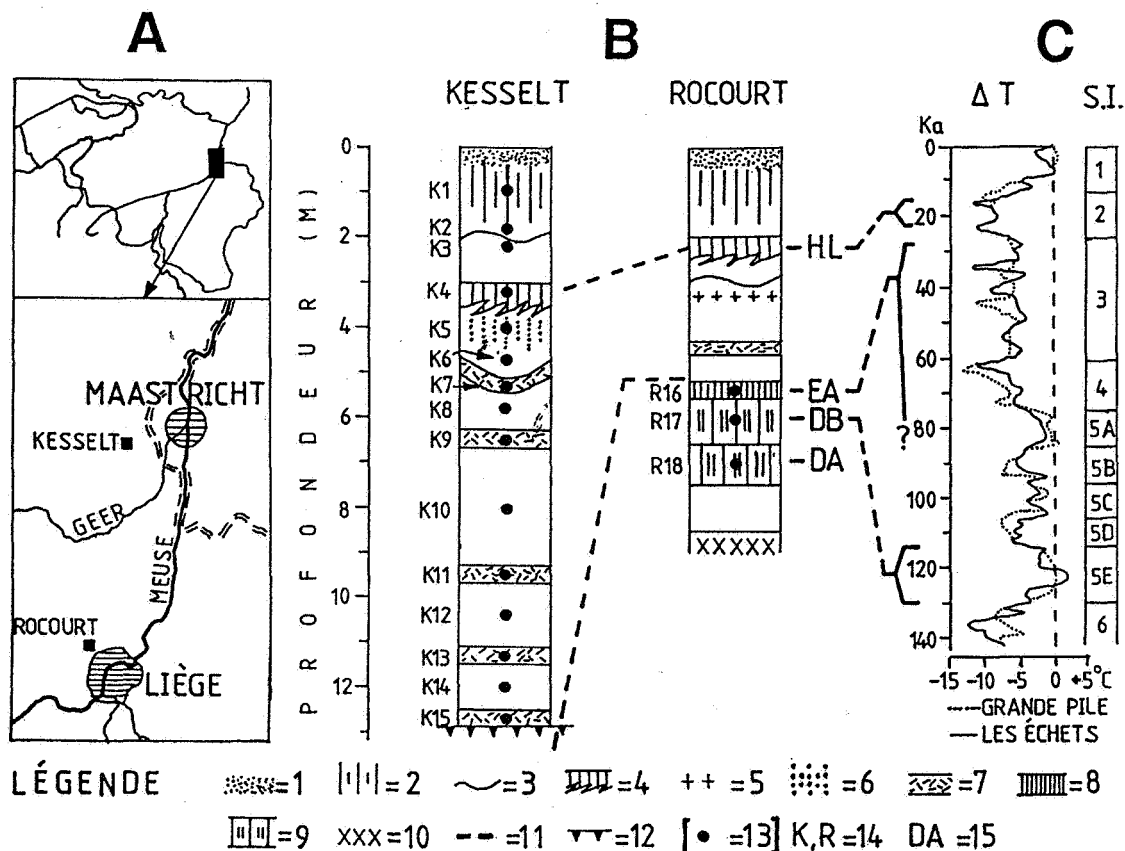 A
B
C
KESSELT
ROCOURT
Δ T
S.I.
Ka
MAASTRICHT
KESSELT
GEER
MEUSE
ROCOURT
LIÈGE
PROFONDEUR (M)
0
2
4
6
8
10
12
K1
K2
K3
K4
K5
K6
K7
K8
K9
K10
K11
K12
K13
K14
K15
R16
R17
R18
HL
EA
DB
DA
?
0
20
40
60
80
100
120
140
1
2
3
4
5A
5B
5C
5D
5E
6
-15 -10 -5 0 +5°C
GRANDE PILE
LES ÉCHETS
LÉGENDE =1 =2 =3 =4 ++ =5 =6 =7 =8
=9 xxx =10 =11 =12 [ • =13] K,R =14 DA =15